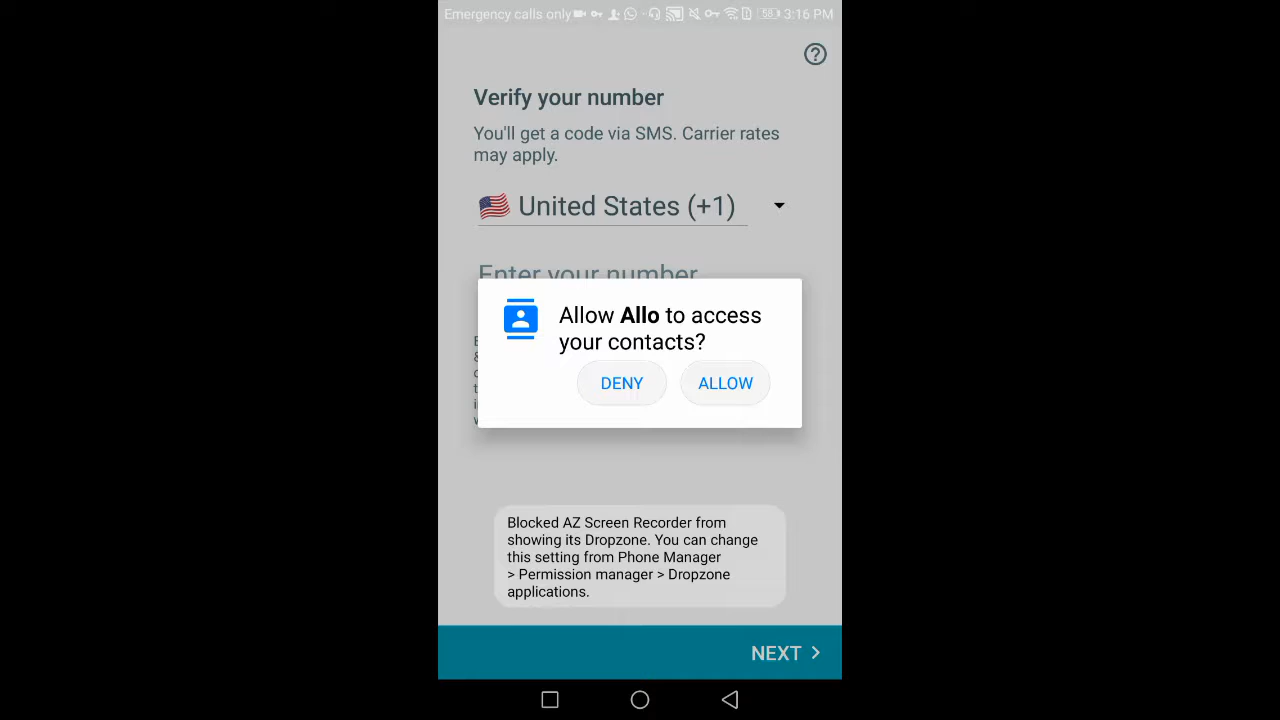 Emergency calls only 58 3:16 PM
Verify your number
You'll get a code via SMS. Carrier rates
may apply.
United States (+1)
Enter your number
Allow Allo to access
your contacts?
DENY ALLOW
Blocked AZ Screen Recorder from
showing its Dropzone. You can change
this setting from Phone Manager
> Permission manager > Dropzone
applications.
NEXT